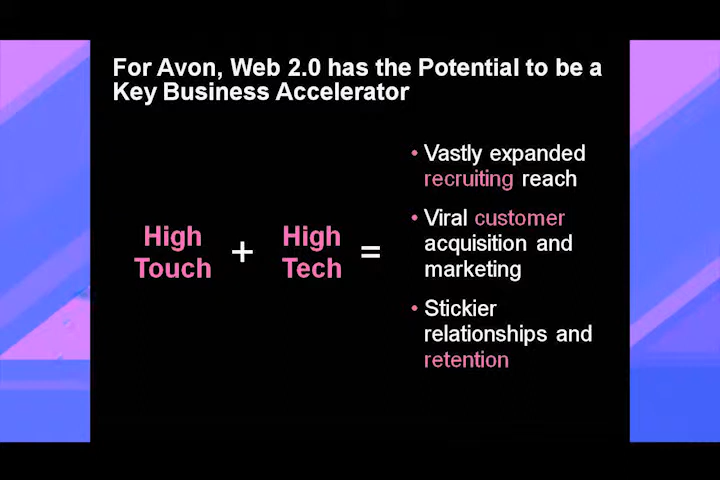 For Avon, Web 2.0 has the Potential to be a
Key Business Accelerator
High
Touch
+
High
Tech
=
• Vastly expanded
recruiting reach
• Viral customer
acquisition and
marketing
• Stickier
relationships and
retention